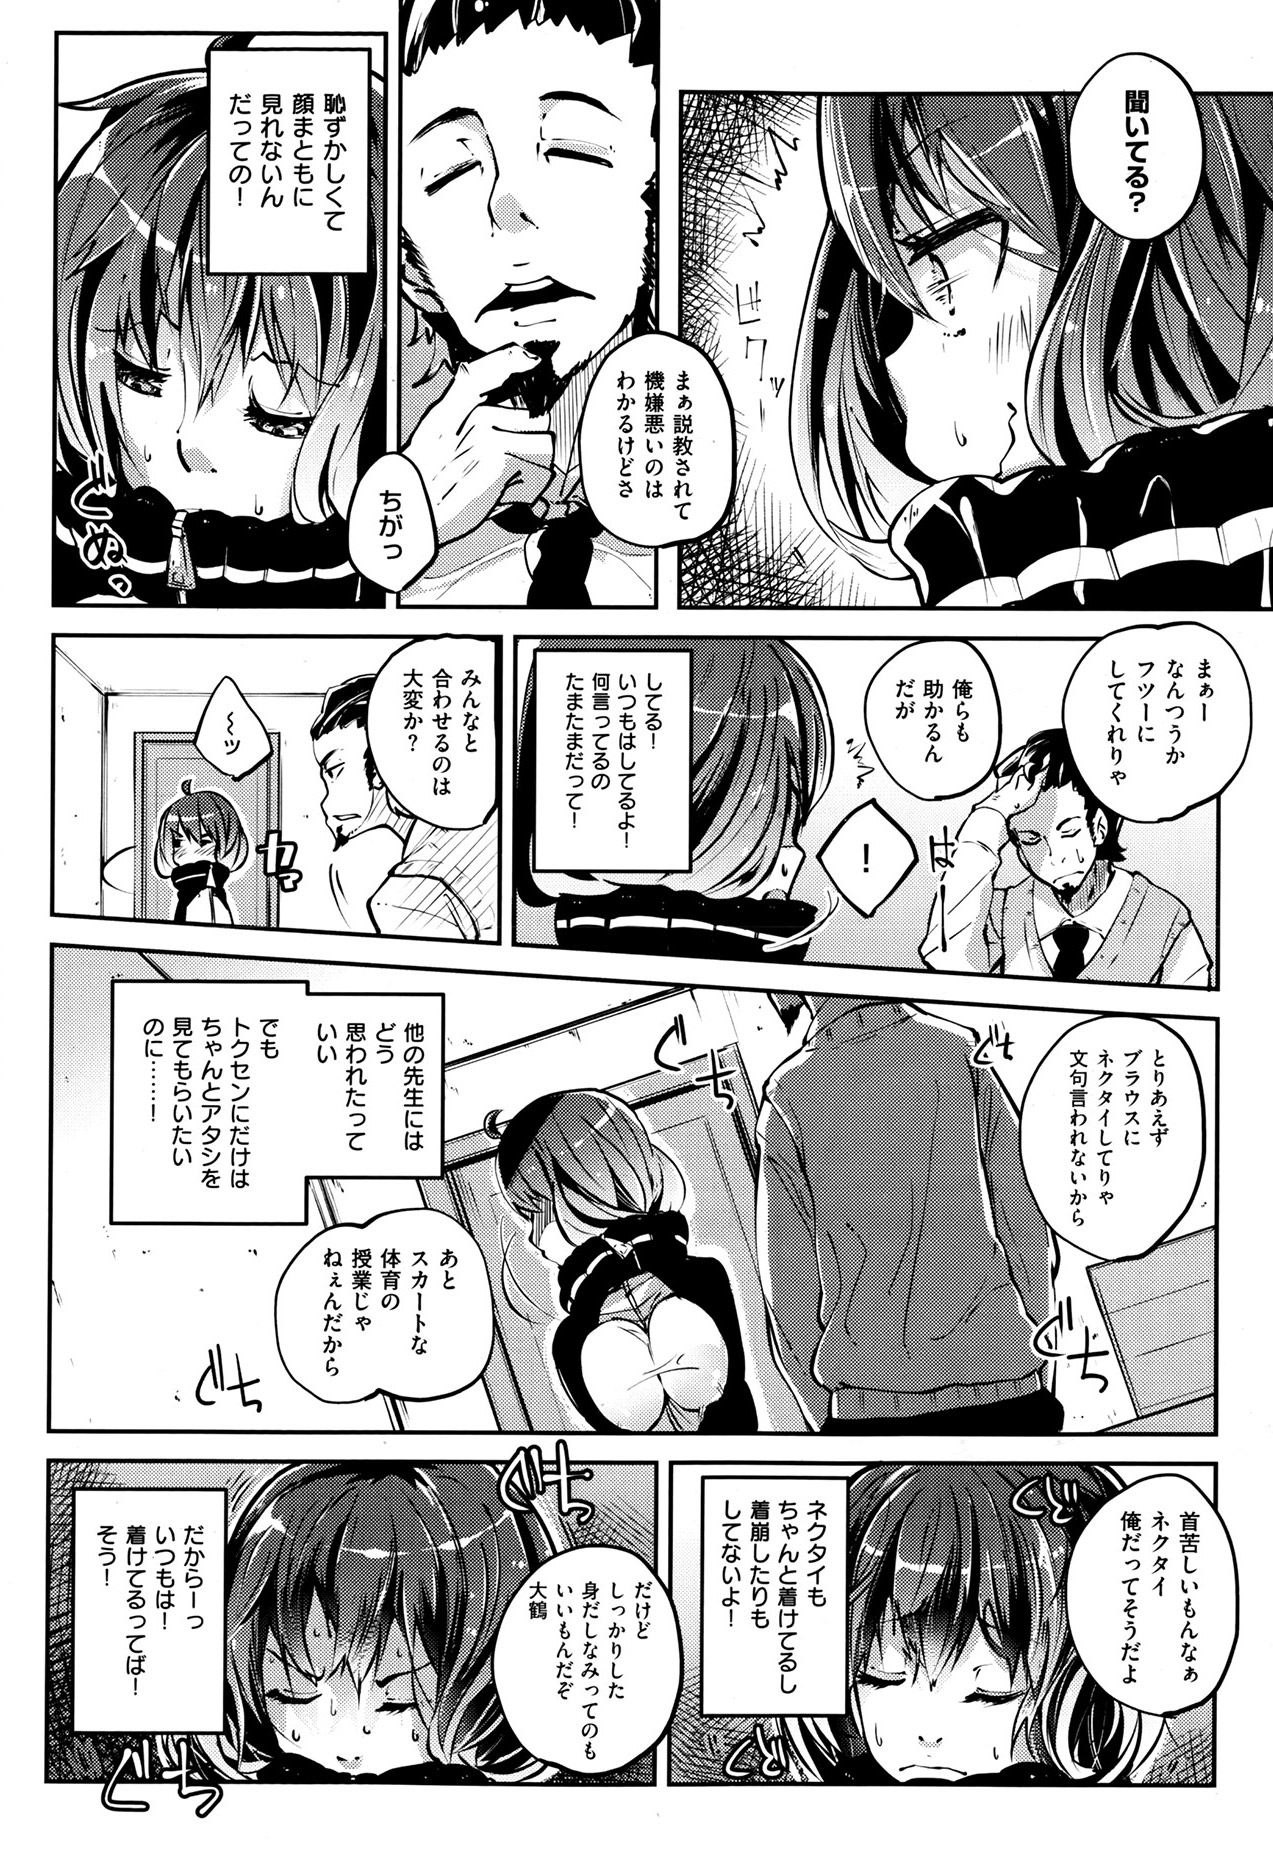 聞いてる?
ドクン
まぁ説教されて
機嫌悪いのは
わかるけどさ
ちがっ
恥ずかしくて
顔まともに
見れないん
だっての!
じぬっ
まぁー
なんつうか
フツーに
してくれりゃ
俺らも
助かるん
だが
は…
!
してる!
いつもはしてるよ!
何言ってるの
たまたまだって!
みんなと
合わせるのは
大変か?
〜ッ
カァッ
とりあえず
ブラウスに
ネクタイしてりゃ
文句言われないから
他の先生には
どう
思われたって
いい
でも
トクセンにだけは
ちゃんとアタシを
見てもらいたい
のに………!
あと
スカートな
体育の
授業じゃ
ねぇんだから
ぐち
ぐち
首苦しいもんなぁ
ネクタイ
俺だってそうだよ
ネクタイも
ちゃんと着けてるし
着崩したりも
してないよ!
ぐち
だけど
しっかりした
身だしなみってのも
いいもんだぞ
大鶴
だからーっ
いつもは!
着けてるってば!
そう!
ぐち
ぐち